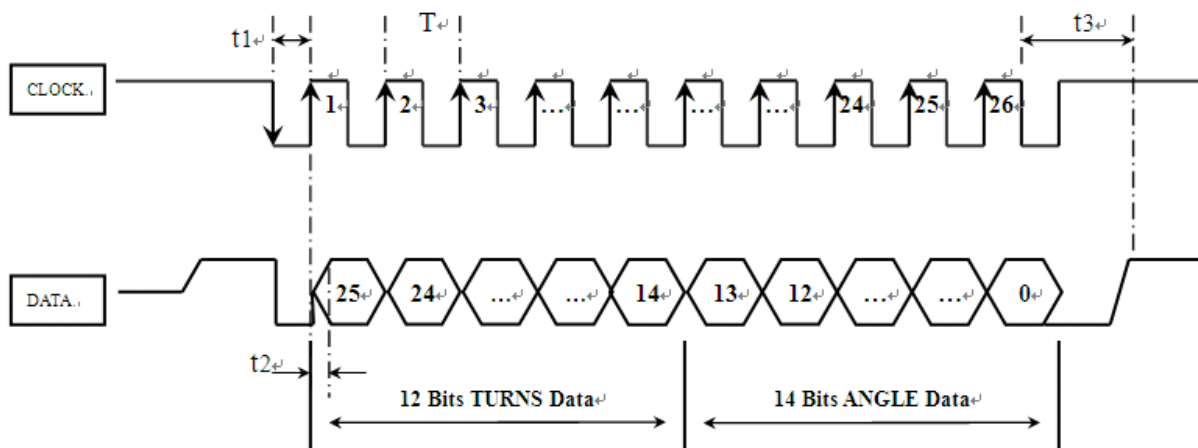 t1 T t3
CLOCK.
1 2 3 ... ... ... ... 24 25 26
DATA.
25 24 ... ... 14 13 12 ... ... 0
t2
12 Bits TURNS Data 14 Bits ANGLE Data